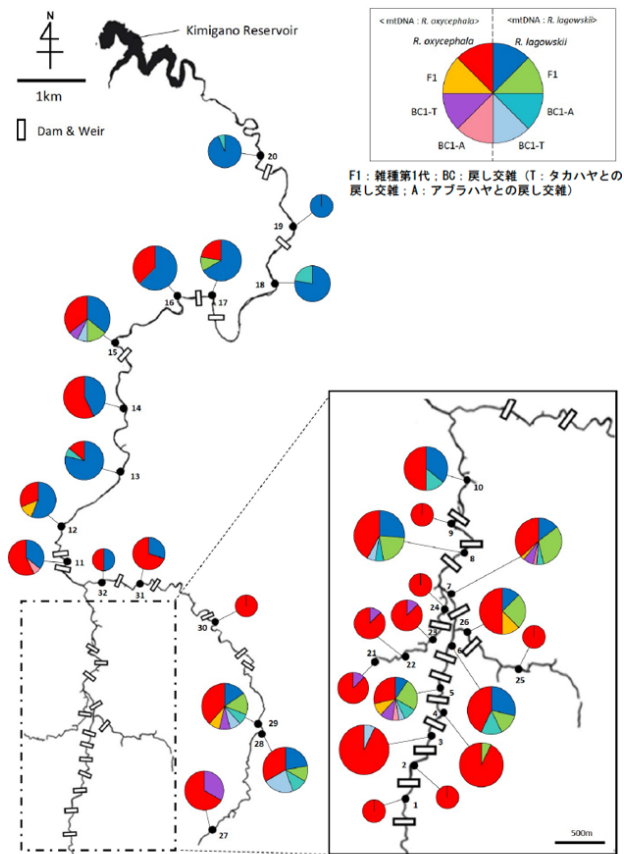 N
Kimigano Reservoir
1km
Dam & Weir
< mtDNA : R. oxycephala>
<mtDNA : R. lagowskii>
R. oxycephala
R. lagowskii
F1
F1
BC1-T
BC1-A
BC1-A
BC1-T
F1：雑種第1代；BC：戻し交雑（T：タカハヤとの
戻し交雑；A：アブラハヤとの戻し交雑）
20
19
18
17
16
15
14
13
12
11
32
31
30
29
28
27
10
9
8
7
24
26
23
6
25
21
22
5
4
3
2
1
500m